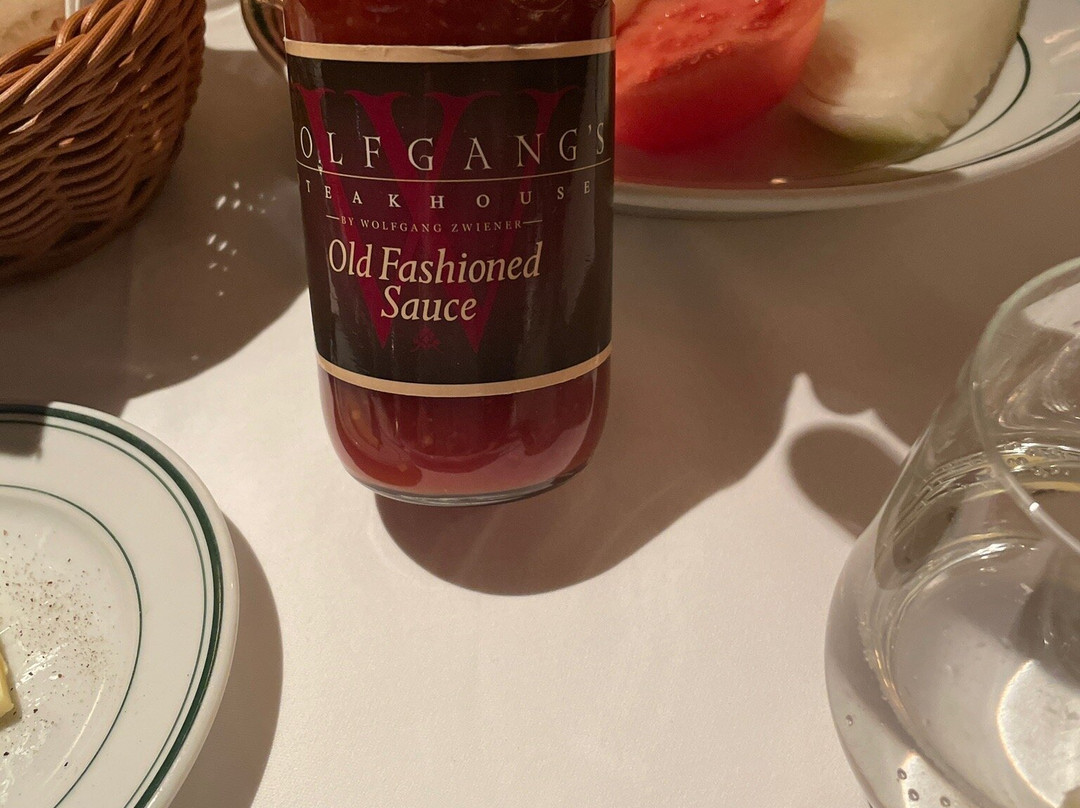 W
OLFGANG'S
TEAKHOUSE
BY WOLFGANG ZWIENER
Old Fashioned
Sauce